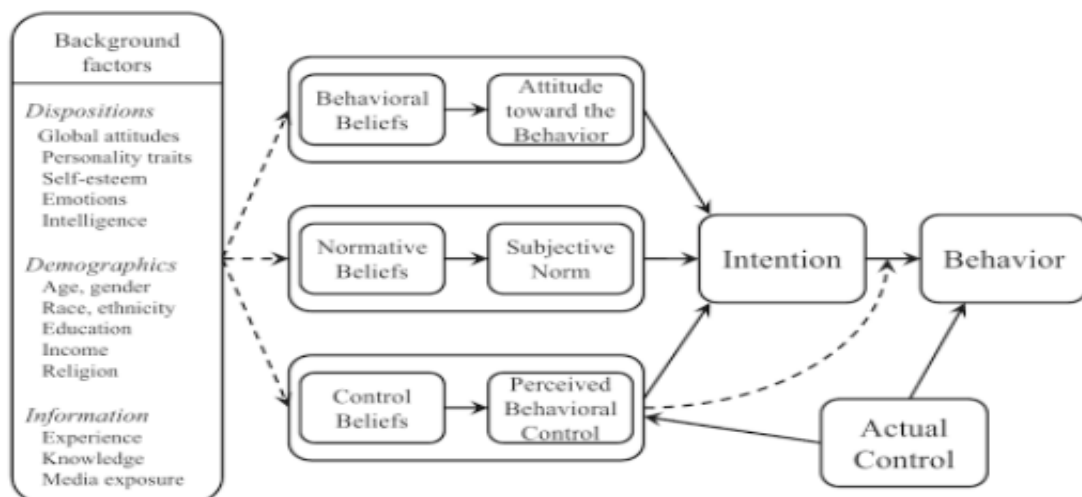 Background
factors
Dispositions
Global attitudes
Personality traits
Self-esteem
Emotions
Intelligence
Demographics
Age, gender
Race, ethnicity
Education
Income
Religion
Information
Experience
Knowledge
Media exposure
Behavioral
Beliefs
Attitude
toward the
Behavior
Normative
Beliefs
Subjective
Norm
Control
Beliefs
Perceived
Behavioral
Control
Intention
Behavior
Actual
Control